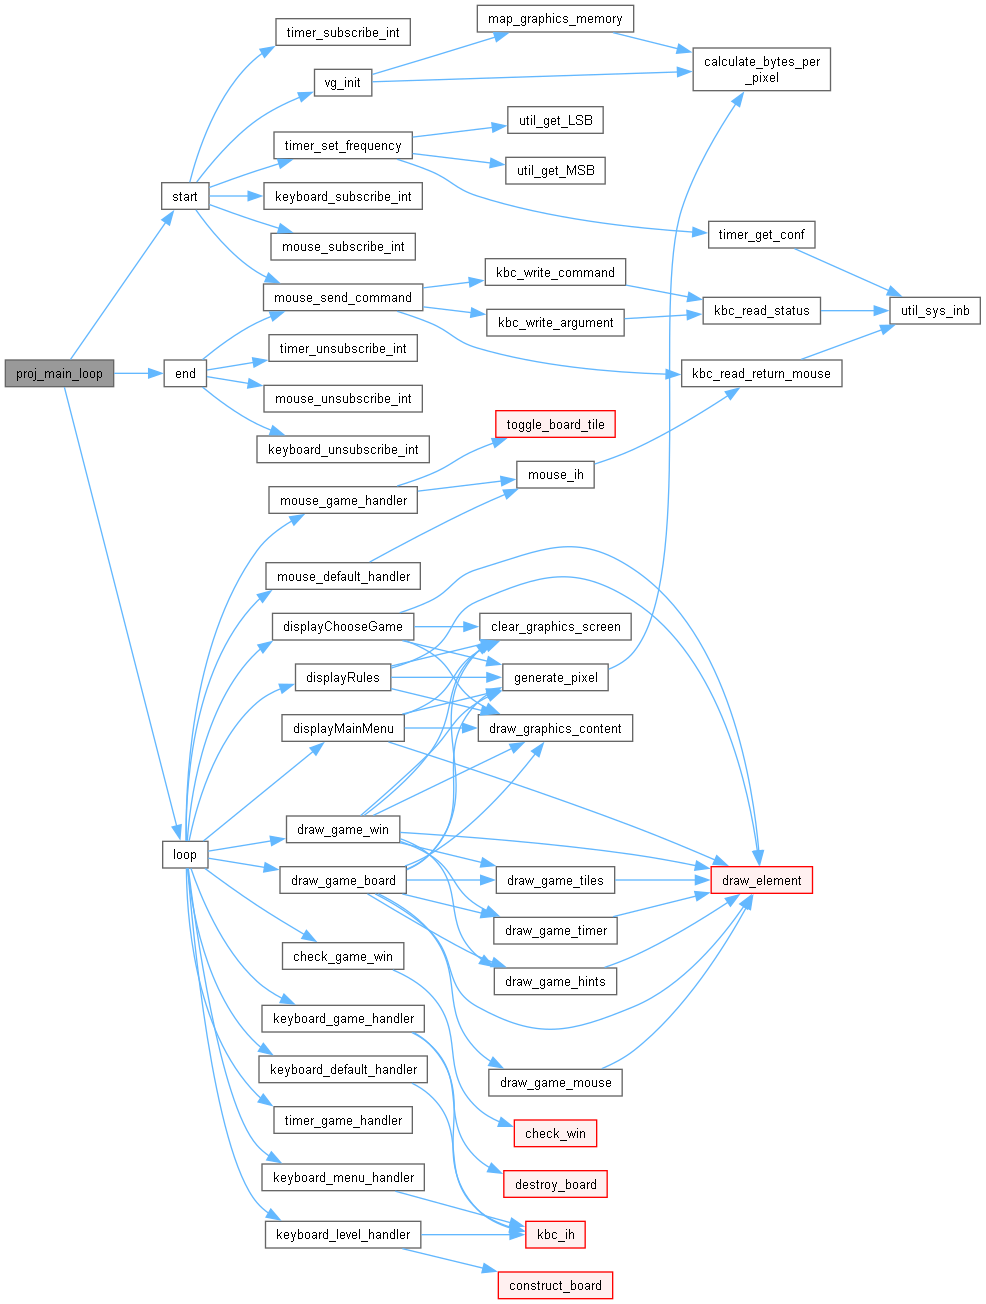 timer_subscribe_int
map_graphics_memory
calculate_bytes_per
_pixel
vg_init
util_get_LSB
timer_set_frequency
util_get_MSB
start
keyboard_subscribe_int
mouse_subscribe_int
timer_get_conf
kbc_write_command
mouse_send_command
kbc_write_argument
kbc_read_status
util_sys_inb
timer_unsubscribe_int
proj_main_loop
end
kbc_read_return_mouse
mouse_unsubscribe_int
toggle_board_tile
keyboard_unsubscribe_int
mouse_ih
mouse_game_handler
mouse_default_handler
displayChooseGame
clear_graphics_screen
displayRules
generate_pixel
displayMainMenu
draw_graphics_content
draw_game_win
loop
draw_game_board
draw_game_tiles
draw_element
draw_game_timer
check_game_win
draw_game_hints
keyboard_game_handler
keyboard_default_handler
draw_game_mouse
timer_game_handler
check_win
keyboard_menu_handler
destroy_board
keyboard_level_handler
kbc_ih
construct_board